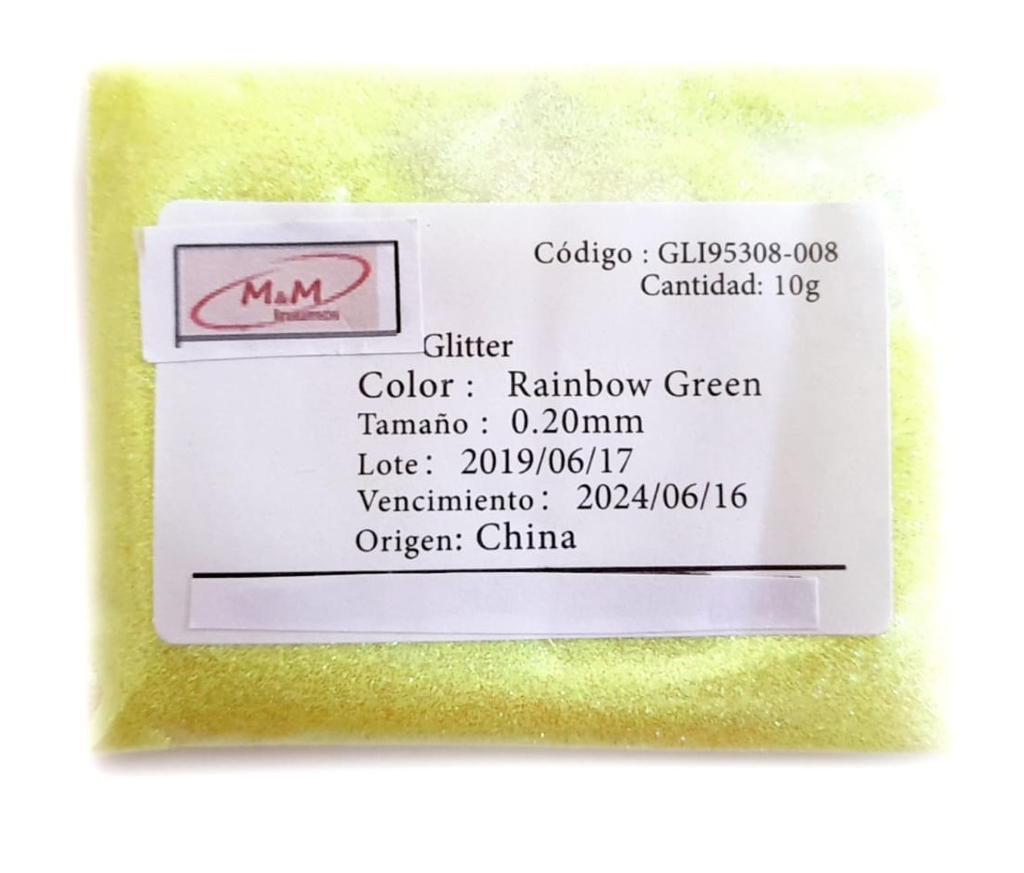 Código : GLI95308-008
Cantidad: 10g
M&M
Insumos
Glitter
Color : Rainbow Green
Tamaño : 0.20mm
Lote : 2019/06/17
Vencimiento : 2024/06/16
Origen: China